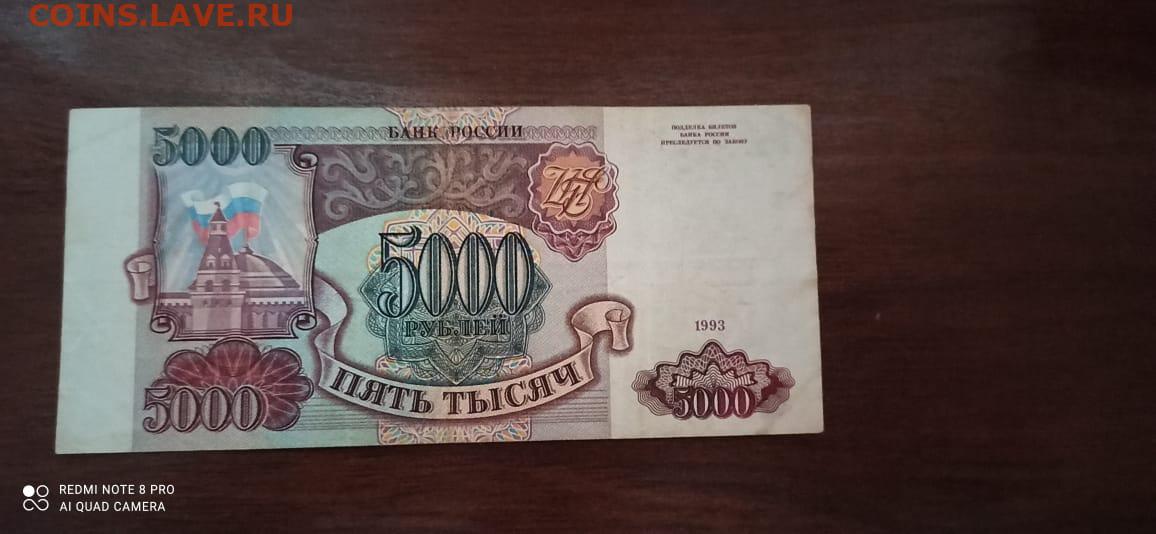 COINS.LAVE.RU
5000
БАНК РОССИИ
ПОДДЕЛКА БИЛЕТОВ
БАНКА РОССИИ
ПРЕСЛЕДУЕТСЯ ПО ЗАКОНУ
5000
РУБЛЕЙ
1993
ПЯТЬ ТЫСЯЧ
5000
5000
REDMI NOTE 8 PRO
AI QUAD CAMERA